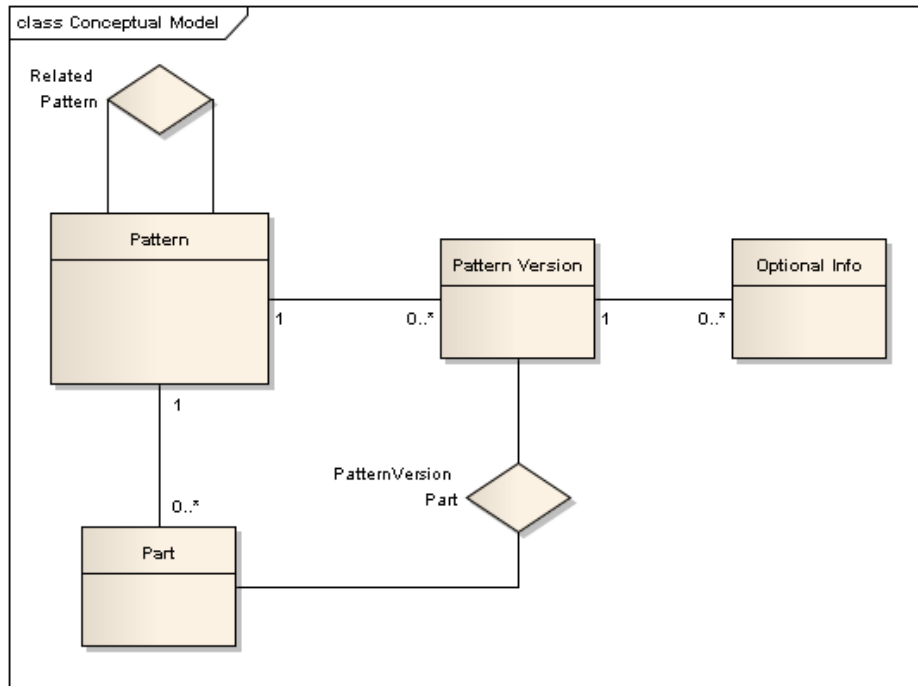 class Conceptual Model
Related
Pattern
Pattern
Pattern Version
Optional Info
1
0..*
1
0..*
1
PatternVersion
Part
0..*
Part